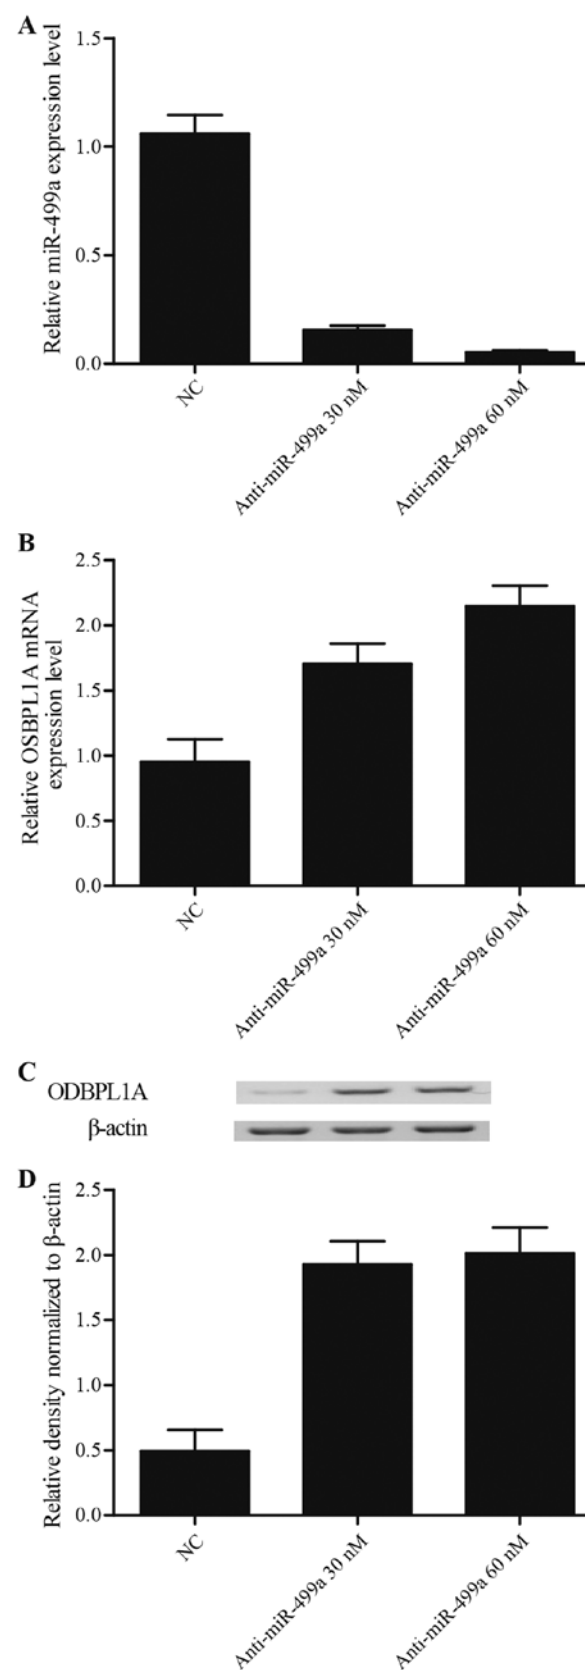 A
Relative miR-499a expression level
1.5
1.0
0.5
0.0
NC
Anti-miR-499a 30 nM
Anti-miR-499a 60 nM
B
Relative OSBPL1A mRNA
expression level
2.5
2.0
1.5
1.0
0.5
0.0
NC
Anti-miR-499a 30 nM
Anti-miR-499a 60 nM
C
ODBPL1A
β-actin
D
Relative density normalized to β-actin
2.5
2.0
1.5
1.0
0.5
0.0
NC
Anti-miR-499a 30 nM
Anti-miR-499a 60 nM